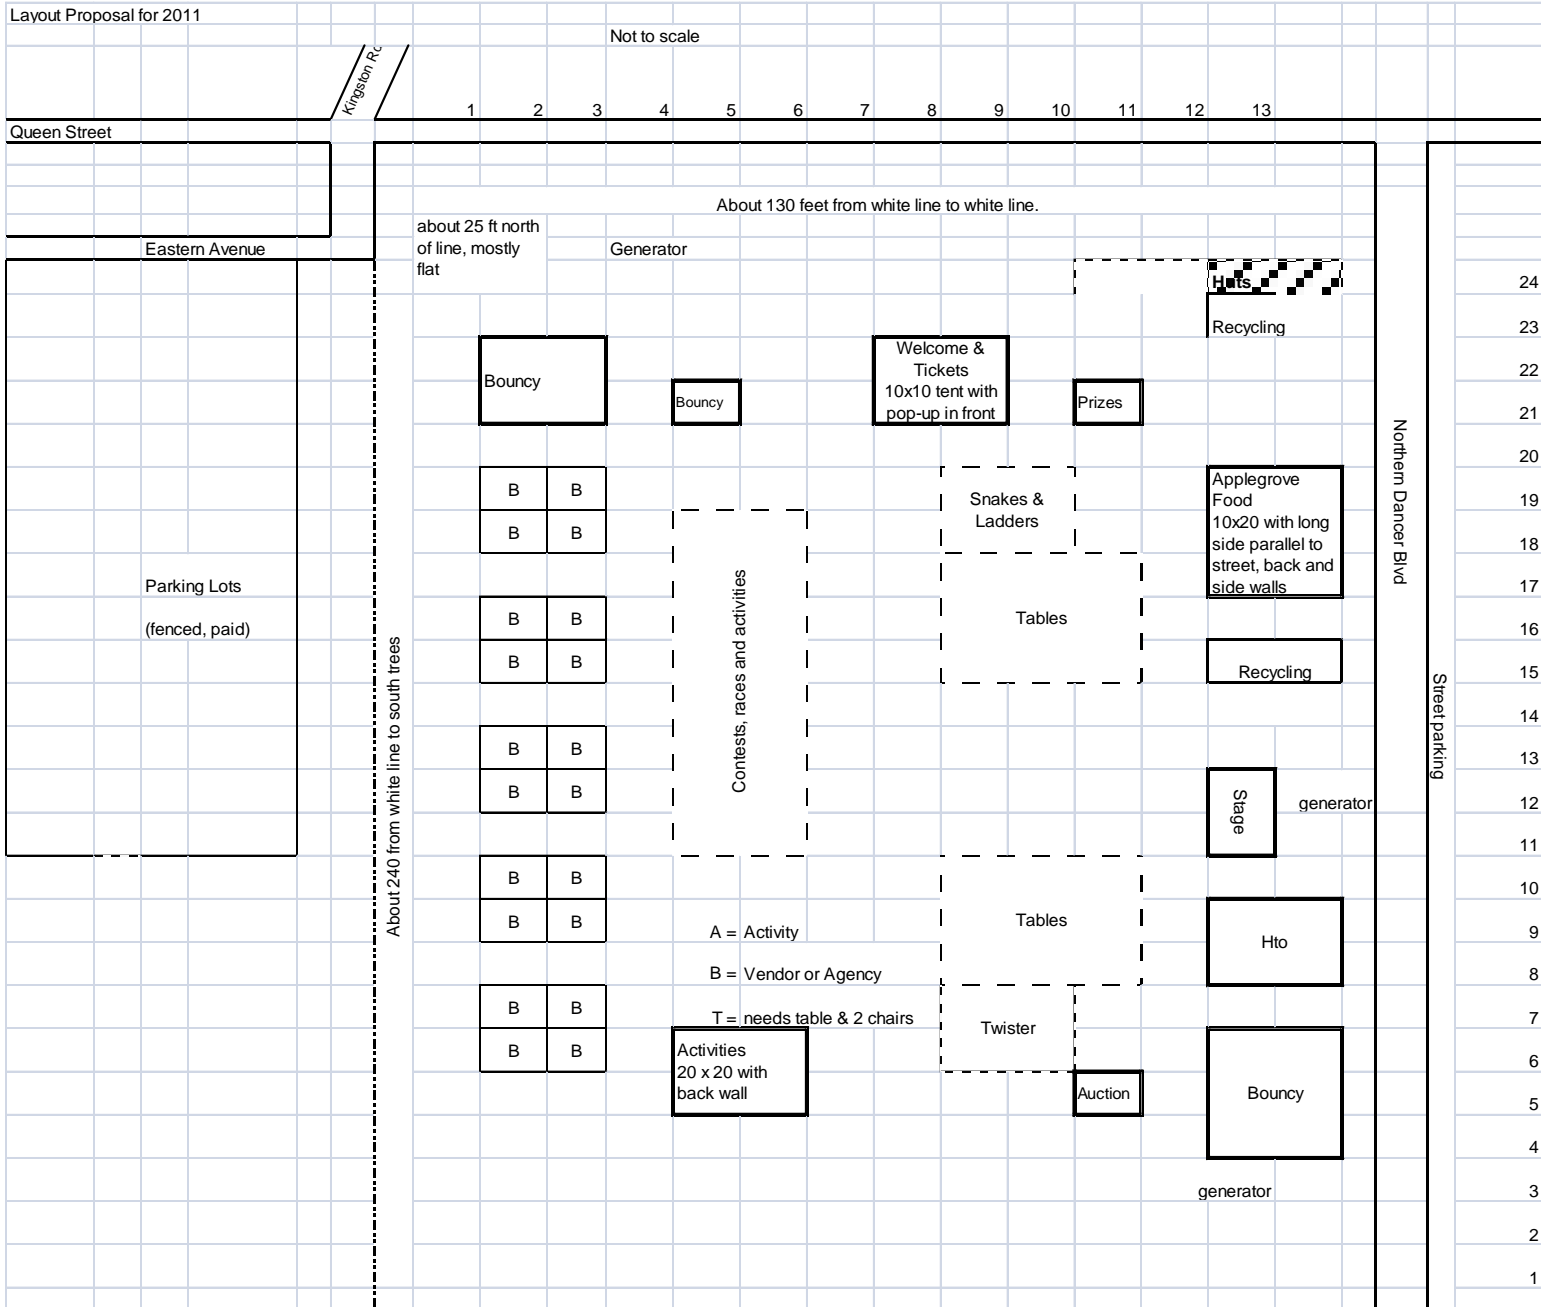 Layout Proposal for 2011
Not to scale
Kingston
1 2 3 4 5 6 7 8 9 10 11 12 13
Queen Street
About 130 feet from white line to white line.
about 25 ft north
of line, mostly
flat
Eastern Avenue
Generator
Huts
24
Recycling
23
Welcome &
Tickets
10x10 tent with
pop-up in front
Bouncy
22
Bouncy
Prizes
21
Northern Dancer Blvd
20
B B
Snakes &
Ladders
Applegrove
Food
10x20 with long
side parallel to
street, back and
side walls
19
B B
18
Parking Lots
(fenced, paid)
Contests, races and activities
17
B B
Tables
16
B B
Recycling
15
About 240 from white line to south trees
Street parking
14
B B
13
B B
Stage
generator
12
11
B B
10
B B
A = Activity
Tables
Hto
9
B = Vendor or Agency
8
B B
T = needs table & 2 chairs
Twister
7
B B
Activities
20 x 20 with
back wall
6
Auction
Bouncy
5
4
generator
3
2
1